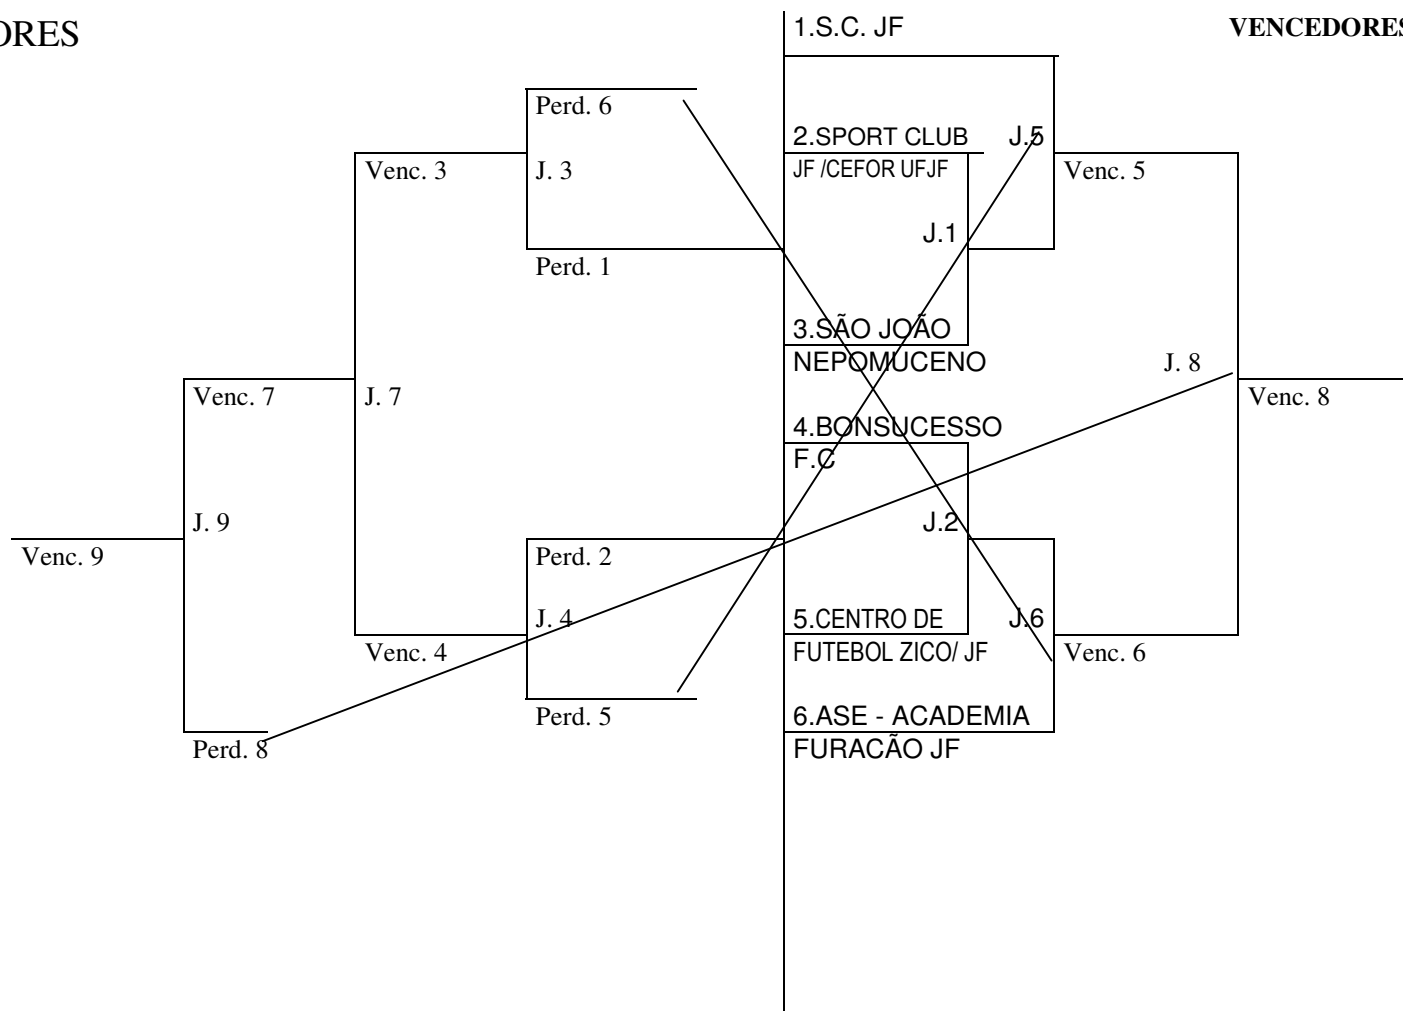 ORES
VENCEDORES
1.S.C. JF
Perd. 6
2.SPORT CLUB
J.5
Venc. 3
J. 3
JF /CEFOR UFJF
Venc. 5
J.1
Perd. 1
3.SÃO JOÃO
NEPOMUCENO
J. 8
Venc. 7
J. 7
Venc. 8
4.BONSUCESSO
F.C
J. 9
J.2
Venc. 9
Perd. 2
J. 4
5.CENTRO DE
J.6
Venc. 4
FUTEBOL ZICO/ JF
Venc. 6
Perd. 5
6.ASE - ACADEMIA
Perd. 8
FURACÃO JF